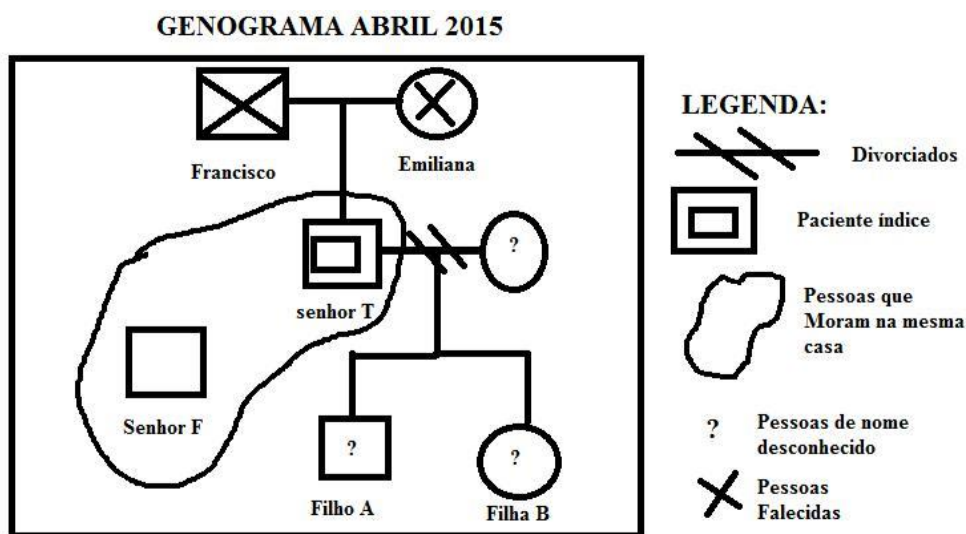 GENOGRAMA ABRIL 2015
Francisco
Emiliana
?
senhor T
Senhor F
?
?
Filho A
Filha B
LEGENDA:
Divorciados
Paciente índice
Pessoas que
Moram na mesma
casa
?
Pessoas de nome
desconhecido
Pessoas
Falecidas